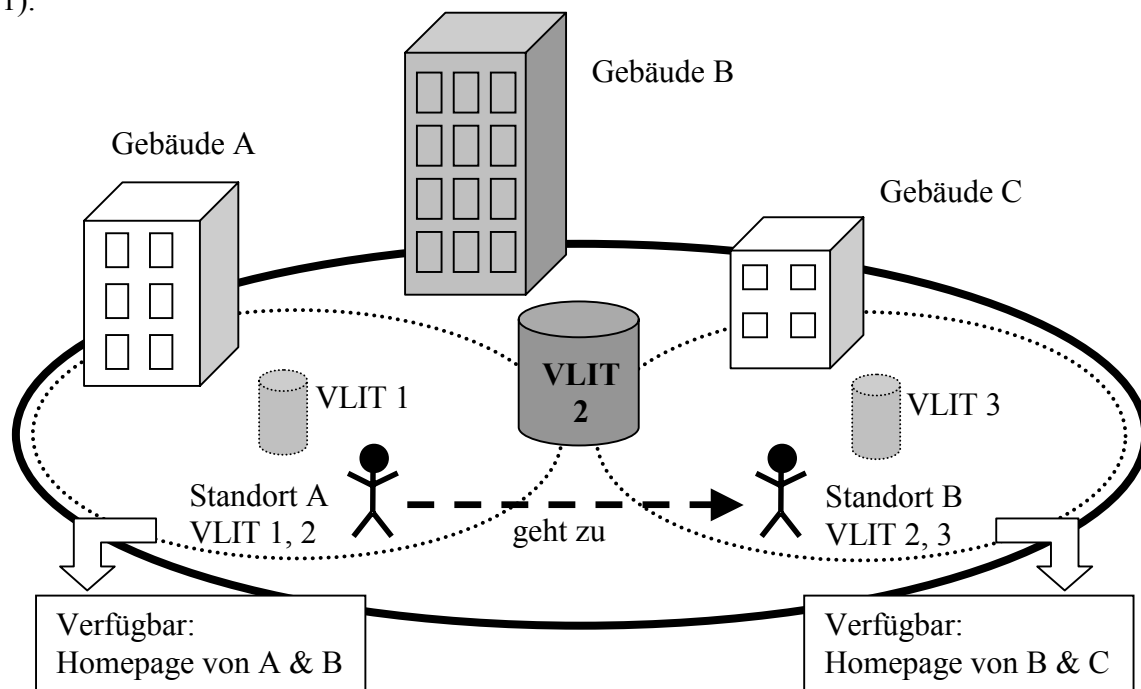 1).
Gebäude B
Gebäude A
Gebäude C
VLIT
2
VLIT 1
VLIT 3
Standort A
VLIT 1, 2
geht zu
Standort B
VLIT 2, 3
Verfügbar:
Homepage von A & B
Verfügbar:
Homepage von B & C